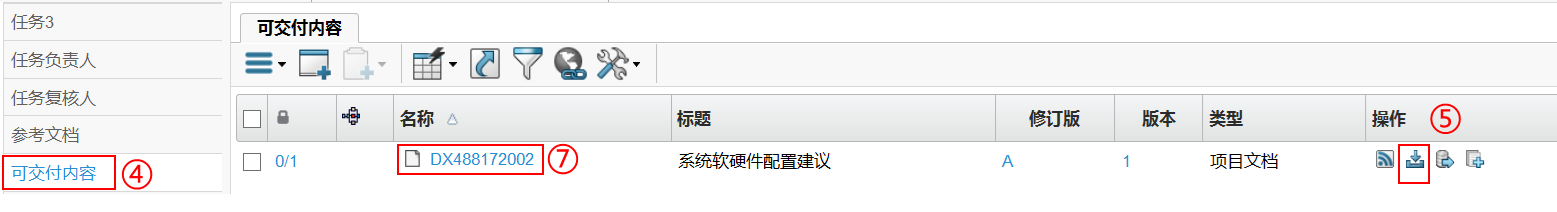 任务3
任务负责人
任务复核人
参考文档
可交付内容 ④
可交付内容
名称 标题 修订版 版本 类型 操作 ⑤
0/1 DX488172002 ⑦ 系统软硬件配置建议 A 1 项目文档